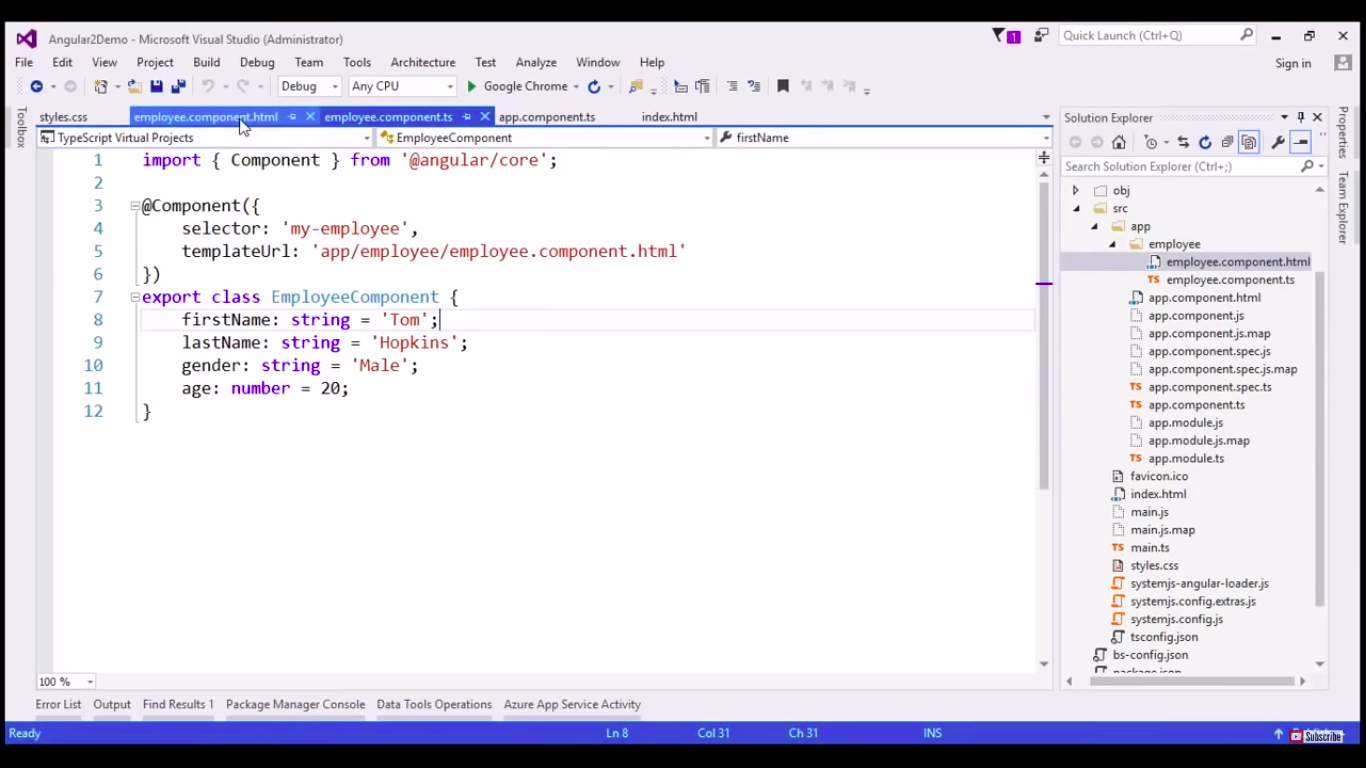 Angular2Demo - Microsoft Visual Studio (Administrator)
1
Quick Launch (Ctrl+Q)
File Edit View Project Build Debug Team Tools Architecture Test Analyze Window Help
Sign in
Debug Any CPU Google Chrome
Toolbox
styles.css employee.component.html employee.component.ts app.component.ts index.html
TypeScript Virtual Projects EmployeeComponent firstName
1 import { Component } from '@angular/core';
2
3 @Component({
4 selector: 'my-employee',
5 templateUrl: 'app/employee/employee.component.html'
6 })
7 export class EmployeeComponent {
8 firstName: string = 'Tom';
9 lastName: string = 'Hopkins';
10 gender: string = 'Male';
11 age: number = 20;
12 }
100 %
Solution Explorer
Search Solution Explorer (Ctrl+;)
obj
src
app
employee
employee.component.html
TS employee.component.ts
app.component.html
app.component.js
app.component.js.map
app.component.spec.js
app.component.spec.js.map
TS app.component.spec.ts
TS app.component.ts
app.module.js
app.module.js.map
TS app.module.ts
favicon.ico
index.html
main.js
main.js.map
TS main.ts
styles.css
systemjs-angular-loader.js
systemjs.config.extras.js
systemjs.config.js
tsconfig.json
bs-config.json
Properties
Team Explorer
Error List Output Find Results 1 Package Manager Console Data Tools Operations Azure App Service Activity
Ready Ln 8 Col 31 Ch 31 INS
Subscribe